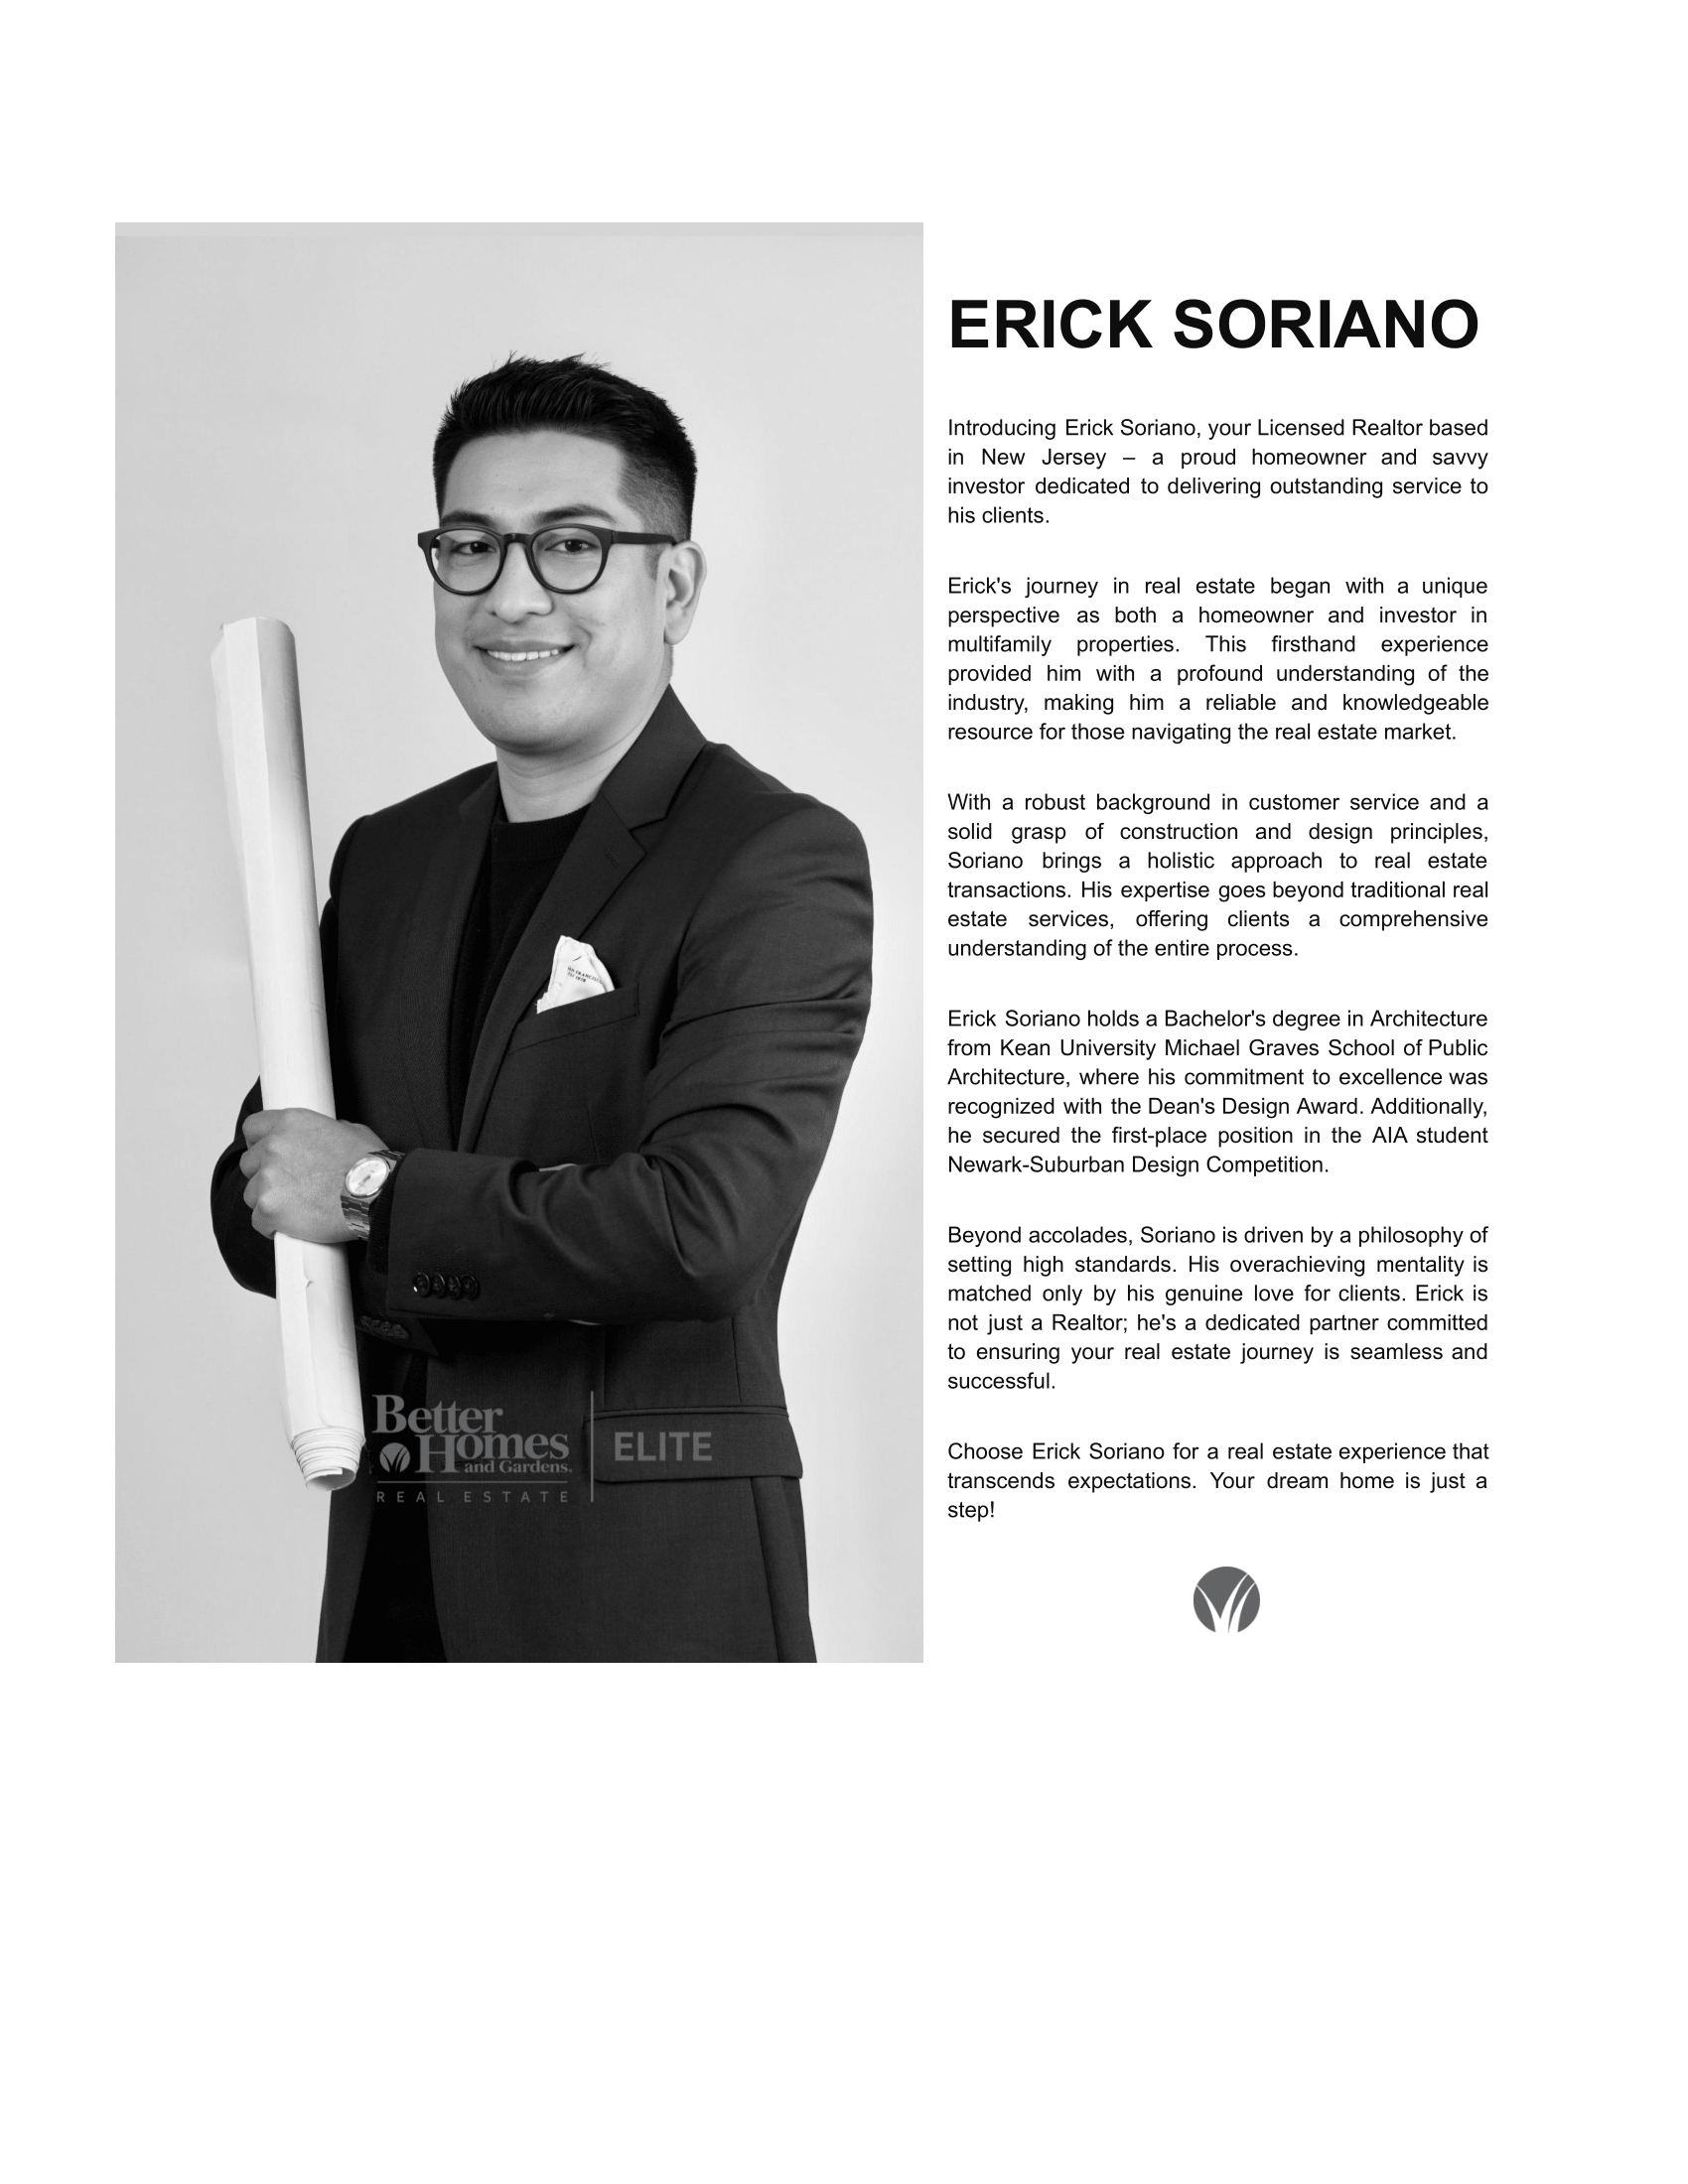 ERICK SORIANO
Introducing Erick Soriano, your Licensed Realtor based
in New Jersey – a proud homeowner and savvy
investor dedicated to delivering outstanding service to
his clients.
Erick's journey in real estate began with a unique
perspective as both a homeowner and investor in
multifamily properties. This firsthand experience
provided him with a profound understanding of the
industry, making him a reliable and knowledgeable
resource for those navigating the real estate market.
With a robust background in customer service and a
solid grasp of construction and design principles,
Soriano brings a holistic approach to real estate
transactions. His expertise goes beyond traditional real
estate services, offering clients a comprehensive
understanding of the entire process.
Erick Soriano holds a Bachelor's degree in Architecture
from Kean University Michael Graves School of Public
Architecture, where his commitment to excellence was
recognized with the Dean's Design Award. Additionally,
he secured the first-place position in the AIA student
Newark-Suburban Design Competition.
Beyond accolades, Soriano is driven by a philosophy of
setting high standards. His overachieving mentality is
matched only by his genuine love for clients. Erick is
not just a Realtor; he's a dedicated partner committed
to ensuring your real estate journey is seamless and
successful.
Choose Erick Soriano for a real estate experience that
transcends expectations. Your dream home is just a
step!
Better
Homes
and Gardens.
REAL ESTATE
ELITE